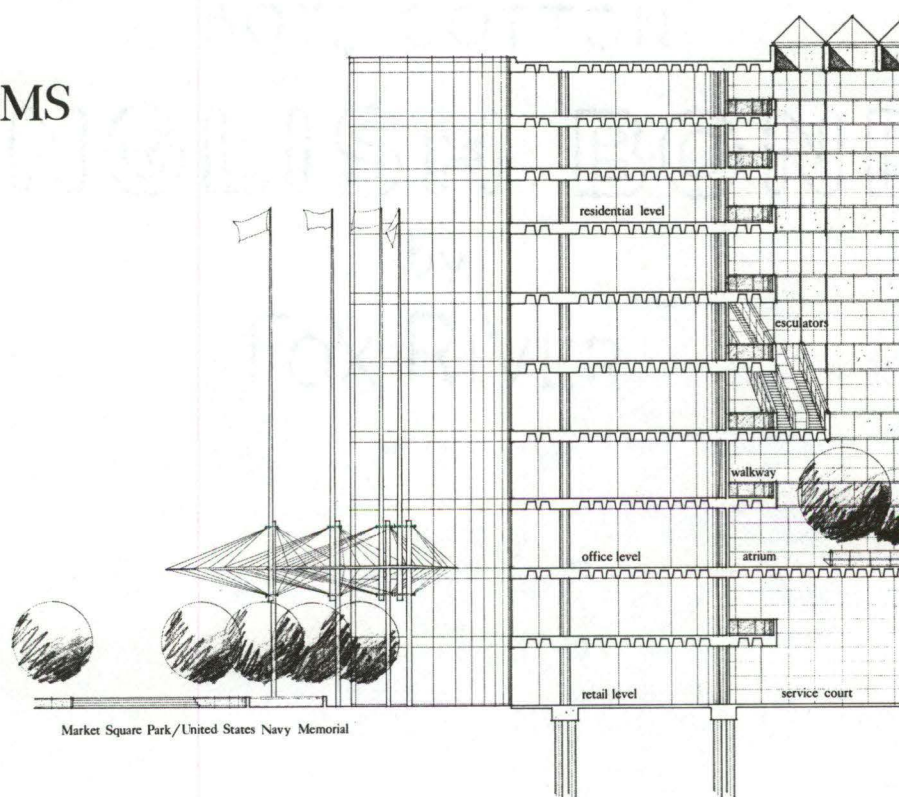 MS
residential level
esculators
walkway
office level
atrium
retail level
service court
Market Square Park/United States Navy Memorial